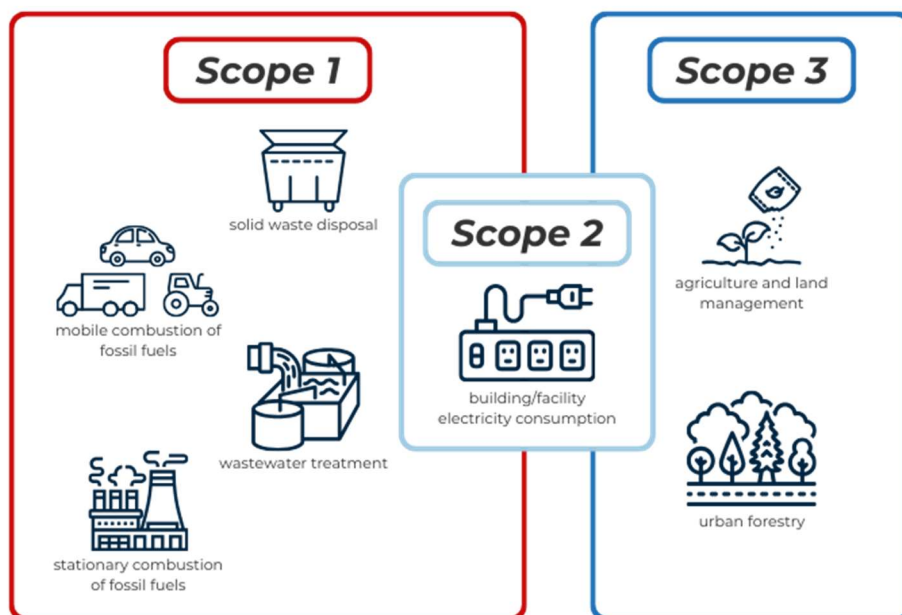 Scope 1
solid waste disposal
mobile combustion of
fossil fuels
wastewater treatment
stationary combustion
of fossil fuels
Scope 2
building/facility
electricity consumption
Scope 3
agriculture and land
management
urban forestry